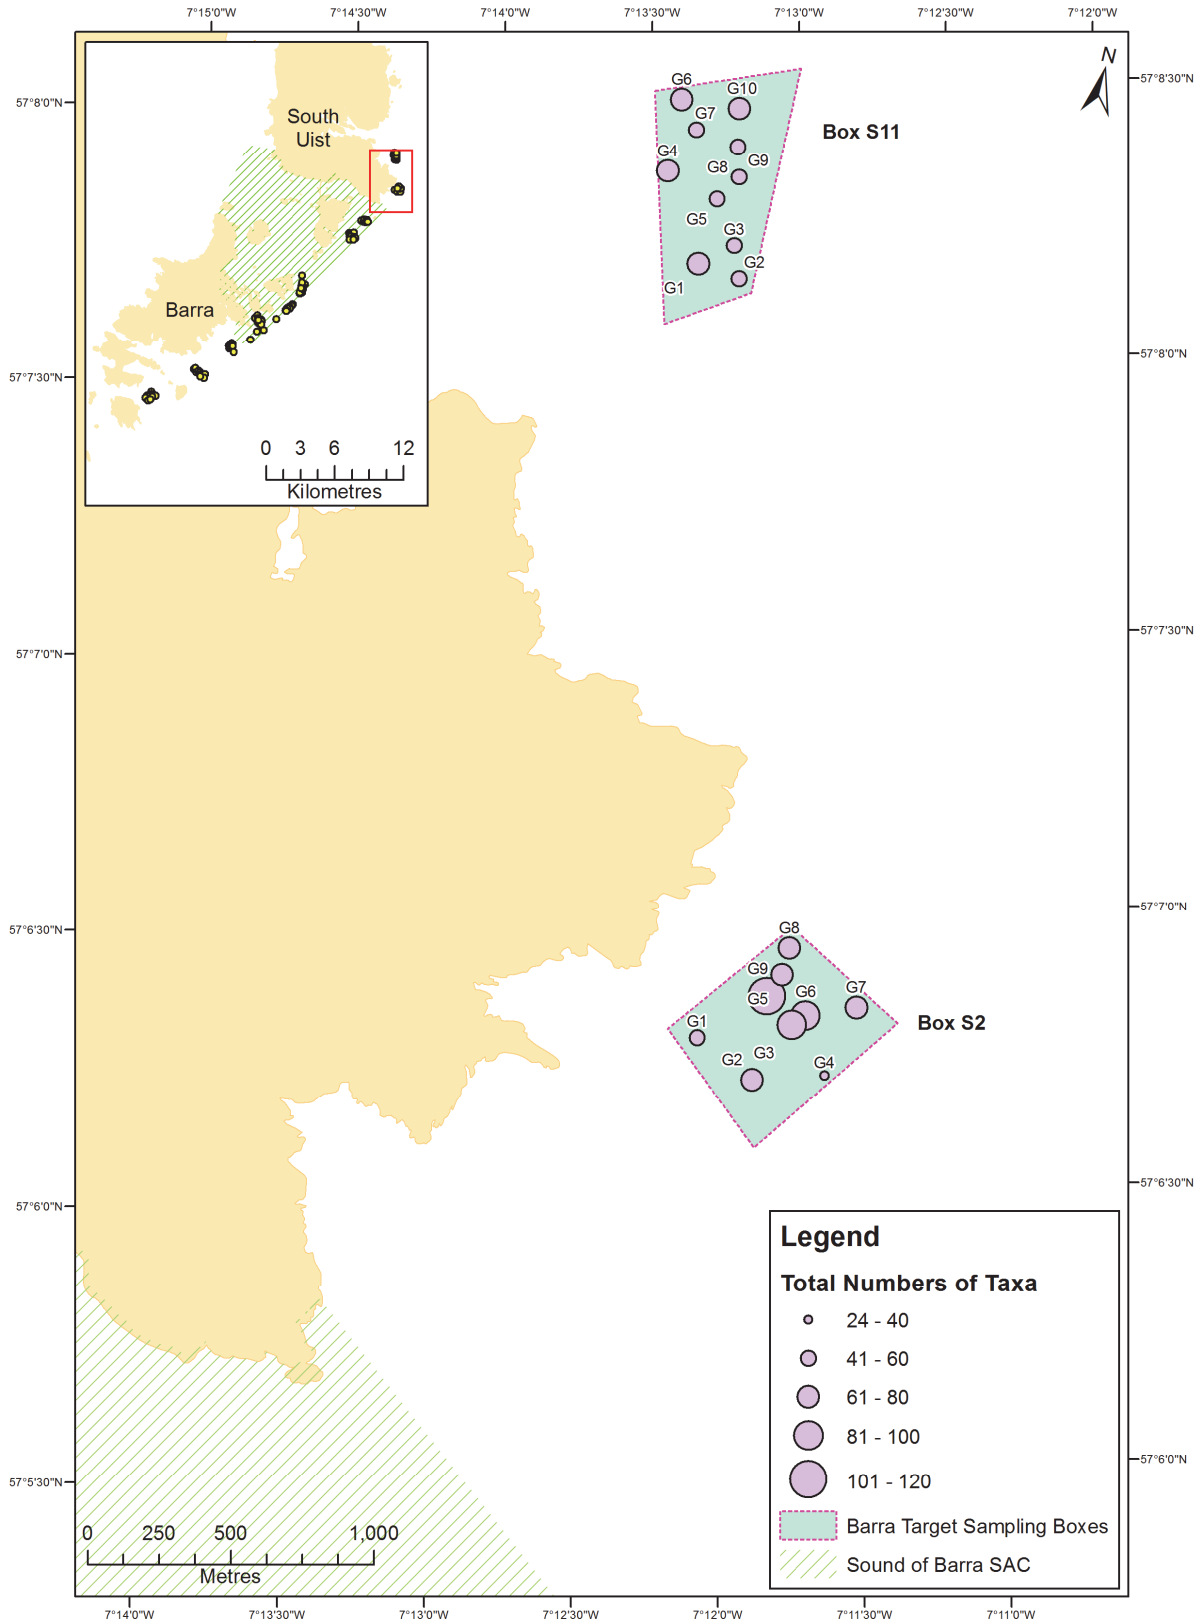 7°15'0"W 7°14'30"W 7°14'0"W 7°13'30"W 7°13'0"W 7°12'30"W 7°12'0"W
N
57°8'0"N
57°7'30"N
57°7'0"N
57°6'30"N
57°6'0"N
57°5'30"N
57°8'30"N
57°8'0"N
57°7'30"N
57°7'0"N
57°6'30"N
57°6'0"N
South
Uist
Barra
0 3 6 12
Kilometres
G6
G10
G7
G4
G8
G9
G5
G3
G2
G1
Box S11
G8
G9
G5
G6
G7
G1
G2
G3
G4
Box S2
Legend
Total Numbers of Taxa
24 - 40
41 - 60
61 - 80
81 - 100
101 - 120
Barra Target Sampling Boxes
Sound of Barra SAC
0 250 500 1,000
Metres
7°14'0"W 7°13'30"W 7°13'0"W 7°12'30"W 7°12'0"W 7°11'30"W 7°11'0"W